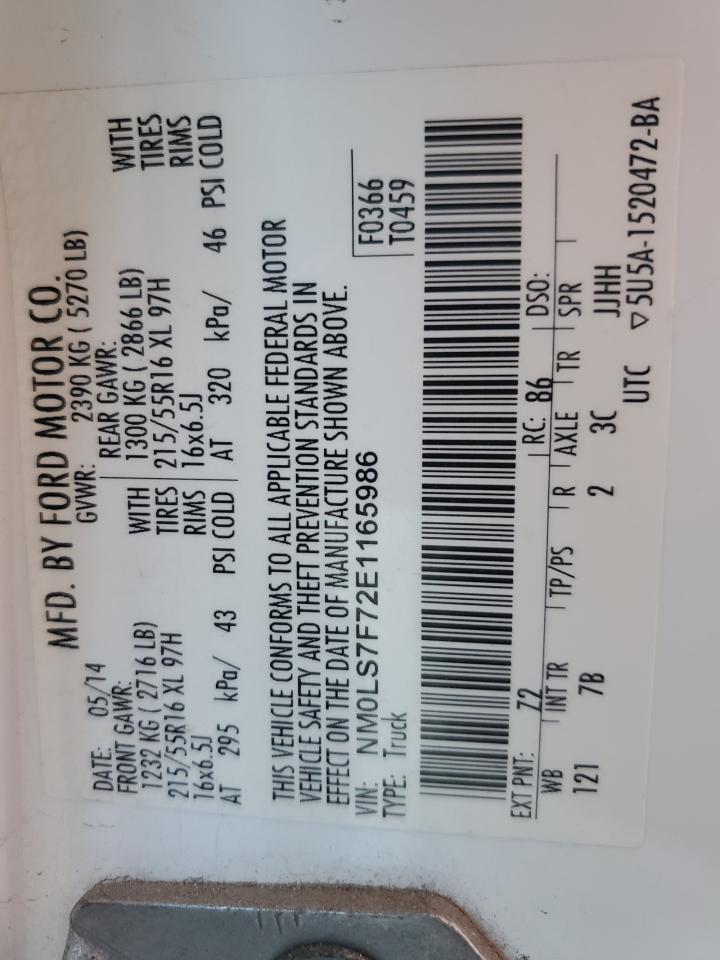 MFD. BY FORD MOTOR CO.
DATE: 05/14 GVWR: 2390 KG ( 5270 LB)
FRONT GAWR: REAR GAWR:
1232 KG ( 2716 LB) WITH 1300 KG ( 2866 LB) WITH
215/55R16 XL 97H TIRES 215/55R16 XL 97H TIRES
16x6.5J RIMS 16x6.5J RIMS
AT 295 kPa/ 43 PSI COLD AT 320 kPa/ 46 PSI COLD
THIS VEHICLE CONFORMS TO ALL APPLICABLE FEDERAL MOTOR
VEHICLE SAFETY AND THEFT PREVENTION STANDARDS IN
EFFECT ON THE DATE OF MANUFACTURE SHOWN ABOVE.
VIN: NM0LS7F72E1165986 F0366
TYPE: Truck T0459
EXT PNT: Z2 RC: 86 DSO:
WB INT TR TP/PS R AXLE TR SPR
121 7B 2 3C JJHH
UTC ▽5U5A-1520472-BA